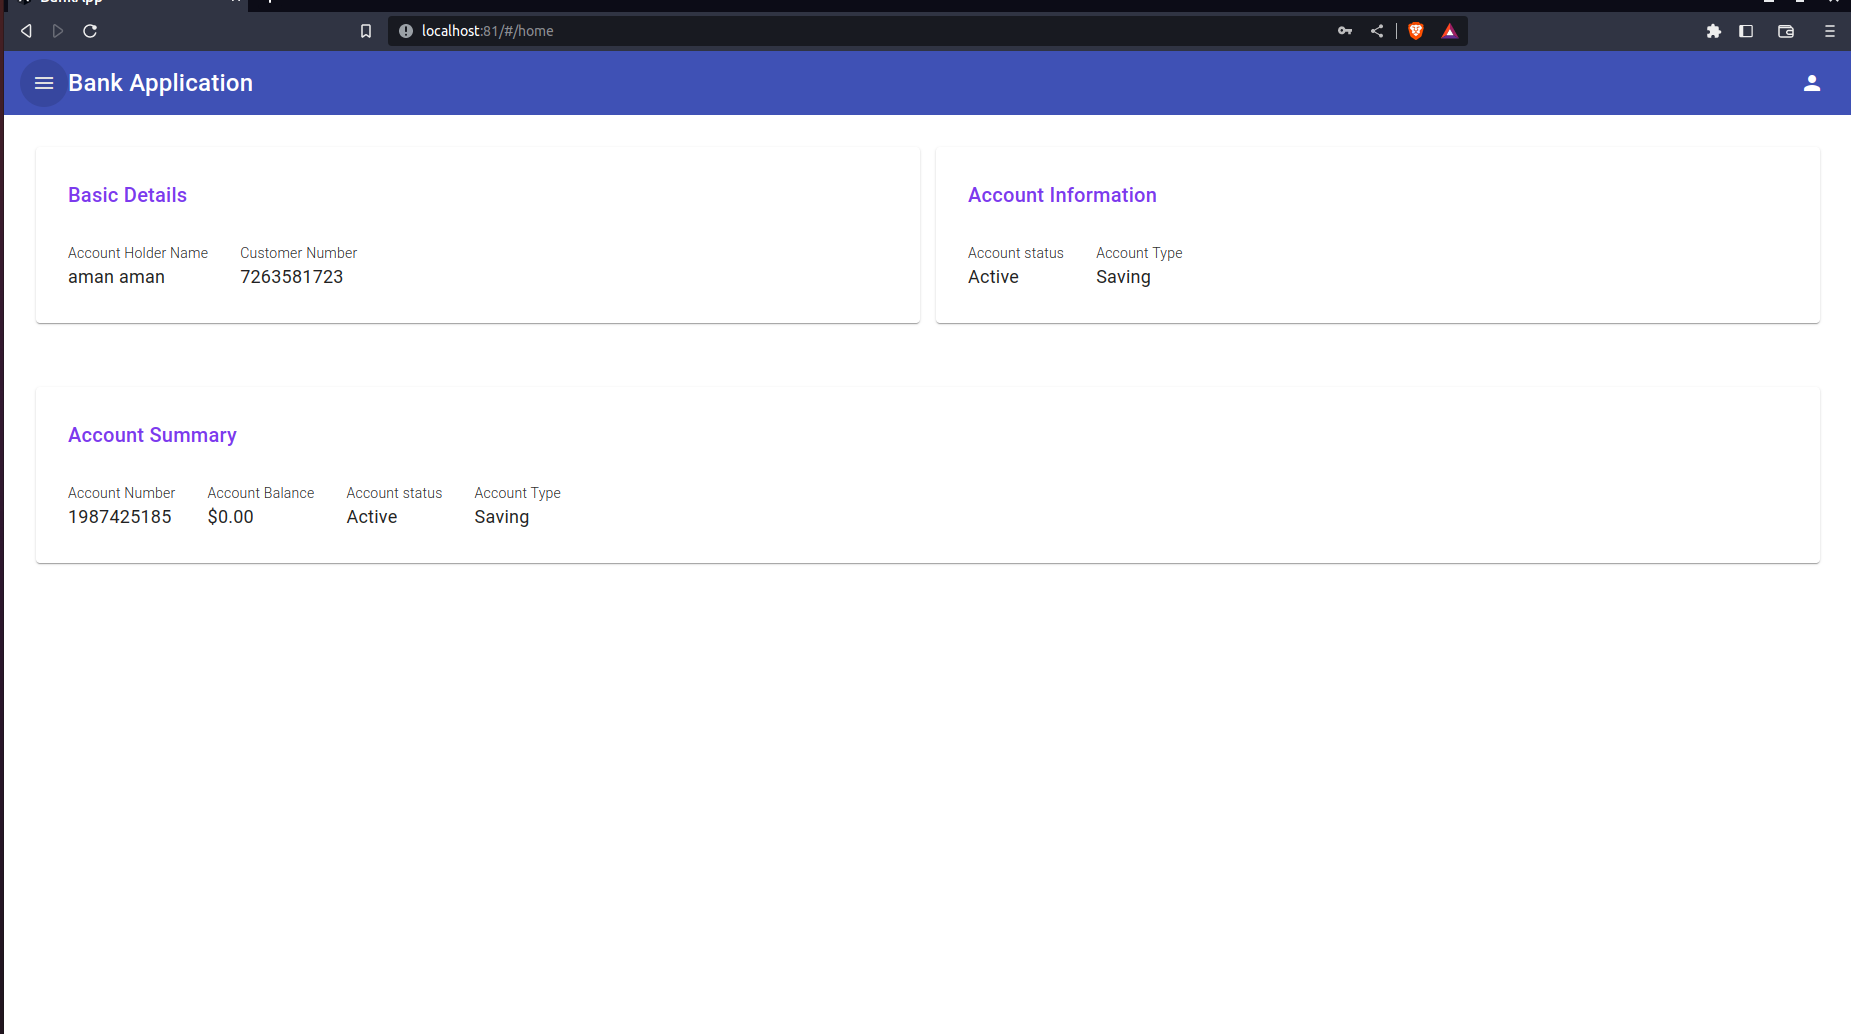 BankApp
localhost:81/#/home
Bank Application
Basic Details
Account Holder Name Customer Number
aman aman 7263581723
Account Information
Account status Account Type
Active Saving
Account Summary
Account Number Account Balance Account status Account Type
1987425185 $0.00 Active Saving